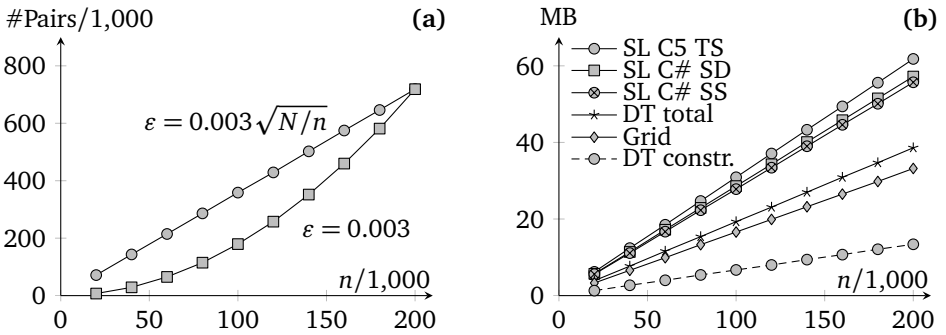 #Pairs/1,000
(a)
800
600
400
200
0
ε = 0.003√N/n
ε = 0.003
n/1,000
0 50 100 150 200
MB
(b)
60
40
20
0
SL C5 TS
SL C# SD
SL C# SS
DT total
Grid
DT constr.
n/1,000
0 50 100 150 200